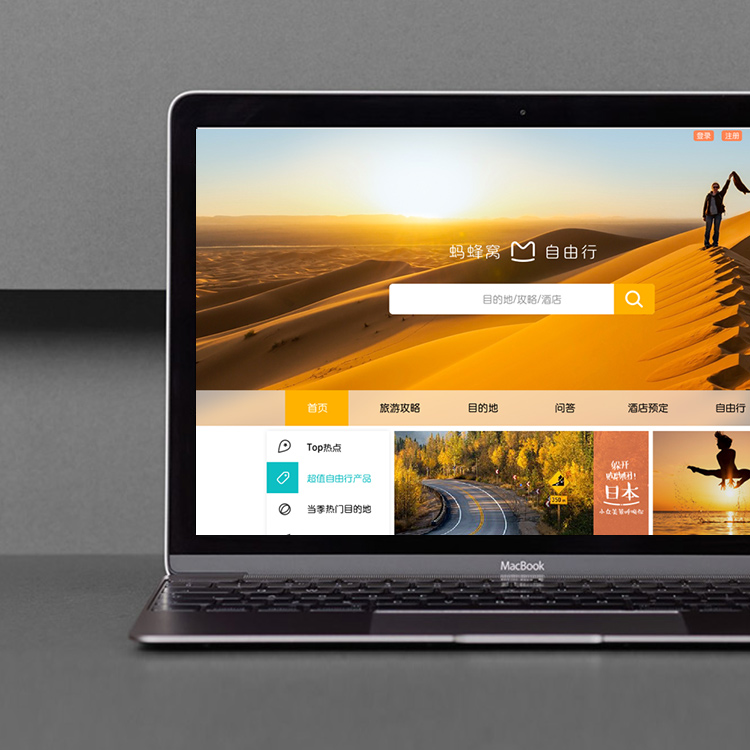 登录 注册
蚂蜂窝 自由行
目的地/攻略/酒店
首页 旅游攻略 目的地 问答 酒店预定 自由行
Top热点
超值自由行产品
当季热门目的地
350m
日本
MacBook